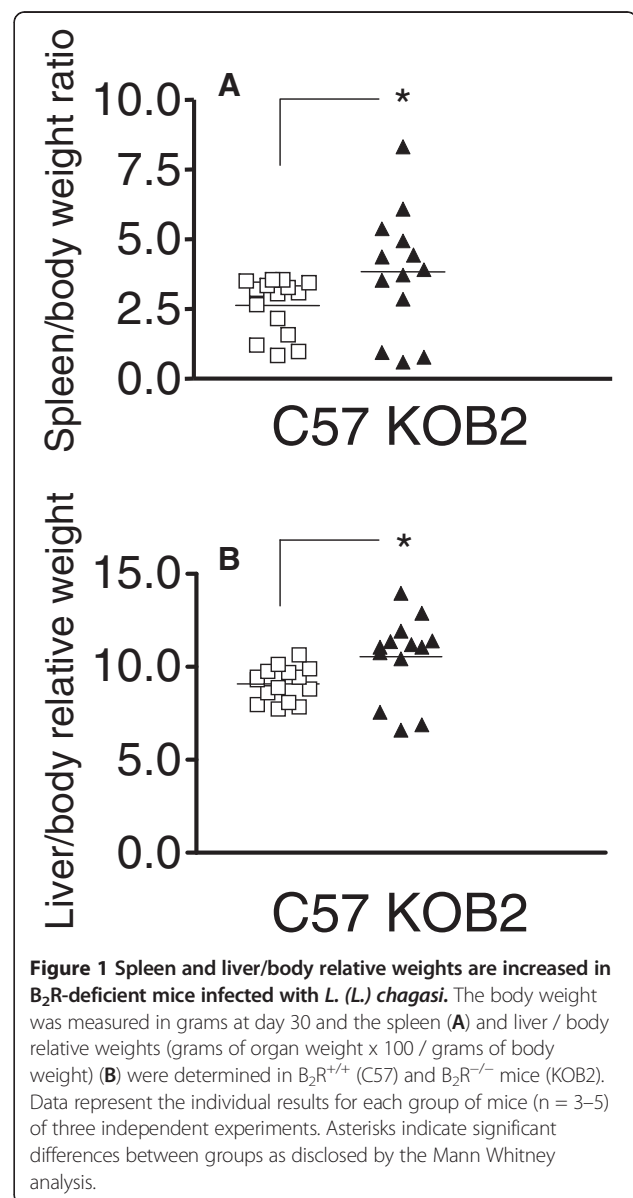 A
Spleen/body weight ratio
10.0
*
7.5
5.0
2.5
0.0
C57 KOB2
B
Liver/body relative weight
15.0
*
10.0
5.0
0.0
C57 KOB2
Figure 1 Spleen and liver/body relative weights are increased in
B₂R-deficient mice infected with L. (L.) chagasi. The body weight
was measured in grams at day 30 and the spleen (A) and liver / body
relative weights (grams of organ weight x 100 / grams of body
weight) (B) were determined in B₂R⁺/⁺ (C57) and B₂R⁻/⁻ mice (KOB2).
Data represent the individual results for each group of mice (n = 3–5)
of three independent experiments. Asterisks indicate significant
differences between groups as disclosed by the Mann Whitney
analysis.